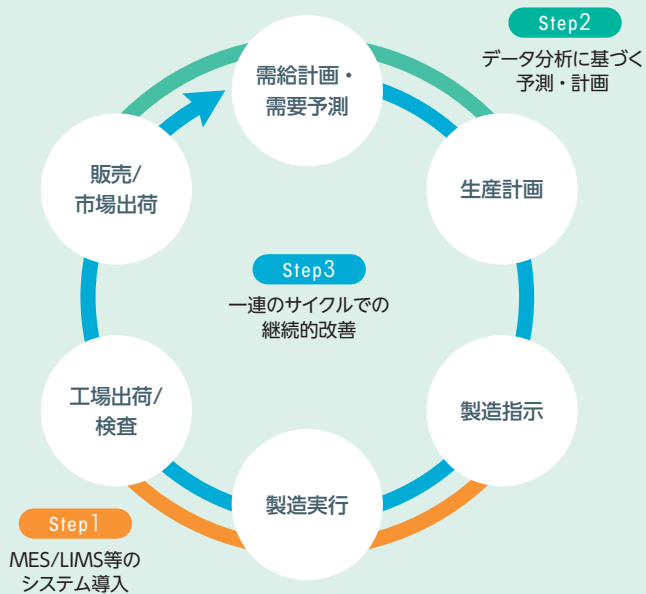 Step2
データ分析に基づく
予測・計画
需給計画・
需要予測
販売/
市場出荷
生産計画
Step3
一連のサイクルでの
継続的改善
工場出荷/
検査
製造指示
製造実行
Step1
MES/LIMS等の
システム導入